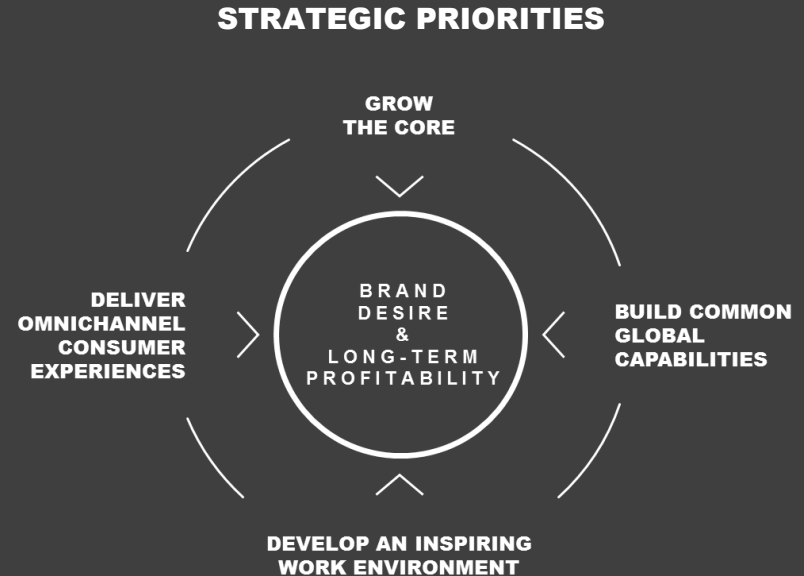 STRATEGIC PRIORITIES
GROW
THE CORE
DELIVER
OMNICHANNEL
CONSUMER
EXPERIENCES
BRAND
DESIRE
&
LONG-TERM
PROFITABILITY
BUILD COMMON
GLOBAL
CAPABILITIES
DEVELOP AN INSPIRING
WORK ENVIRONMENT